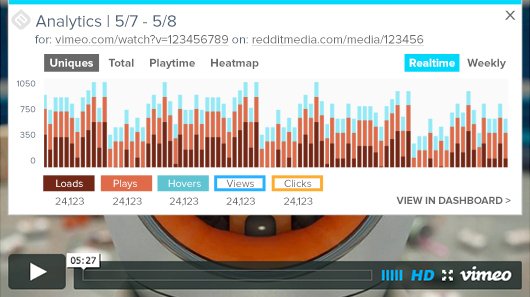 Analytics | 5/7 - 5/8
for: vimeo.com/watch?v=123456789 on: redditmedia.com/media/123456
Uniques Total Playtime Heatmap Realtime Weekly
1050
750
350
0
Loads Plays Hovers Views Clicks
24,123 24,123 24,123 24,123 24,123
VIEW IN DASHBOARD >
05:27
HD vimeo